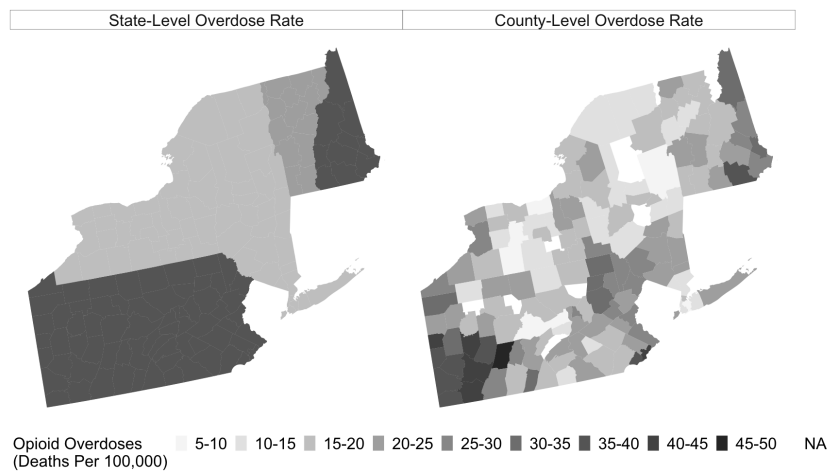 State-Level Overdose Rate
County-Level Overdose Rate
Opioid Overdoses 5-10 10-15 15-20 20-25 25-30 30-35 35-40 40-45 45-50 NA
(Deaths Per 100,000)